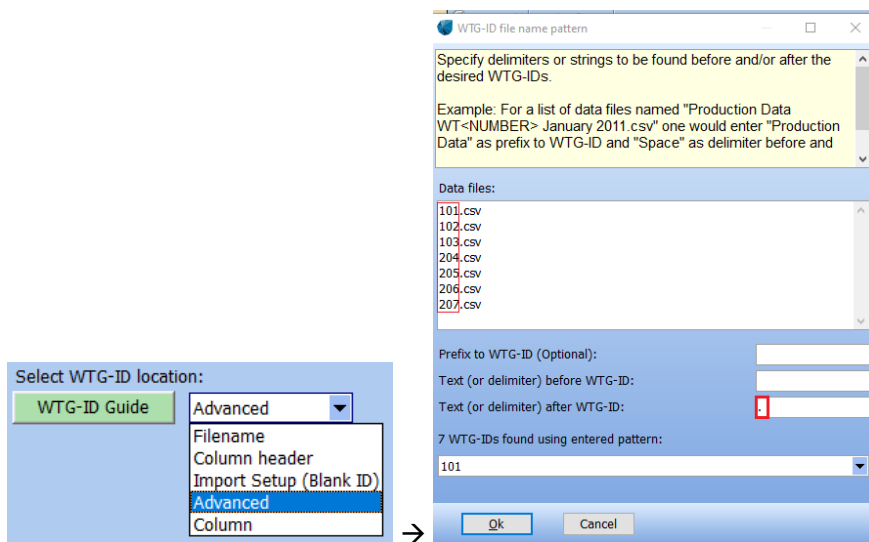 Select WTG-ID location:
WTG-ID Guide
Advanced
Filename
Column header
Import Setup (Blank ID)
Advanced
Column
→
WTG-ID file name pattern
Specify delimiters or strings to be found before and/or after the
desired WTG-IDs.
Example: For a list of data files named "Production Data
WT<NUMBER> January 2011.csv" one would enter "Production
Data" as prefix to WTG-ID and "Space" as delimiter before and
Data files:
101.csv
102.csv
103.csv
204.csv
205.csv
206.csv
207.csv
Prefix to WTG-ID (Optional):
Text (or delimiter) before WTG-ID:
Text (or delimiter) after WTG-ID:
.
7 WTG-IDs found using entered pattern:
101
Ok
Cancel